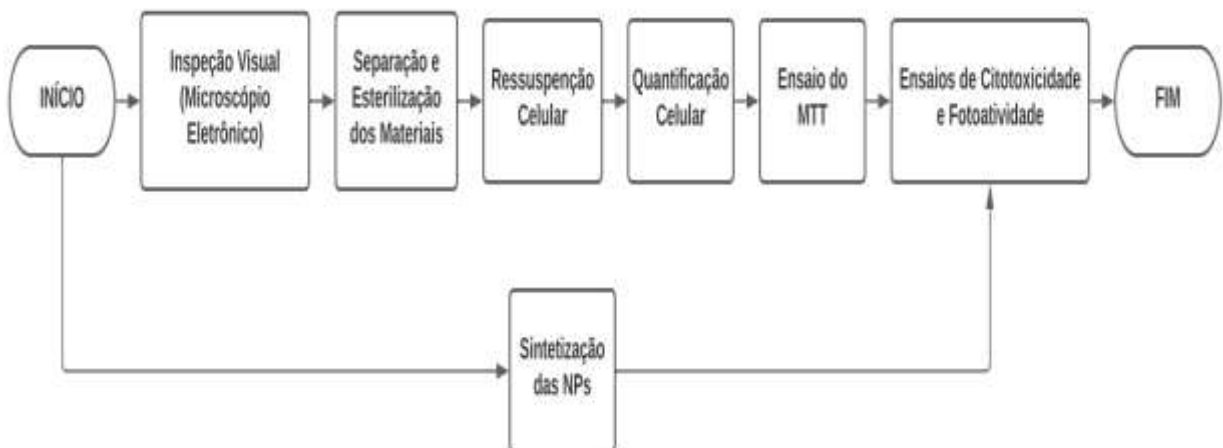 INÍCIO
Inspeção Visual
(Microscópio
Eletrônico)
Separação e
Esterilização
dos Materiais
Ressuspenção
Celular
Quantificação
Celular
Ensaio do
MTT
Ensaios de Citotoxicidade
e Fotoatividade
FIM
Sintetização
das NPs